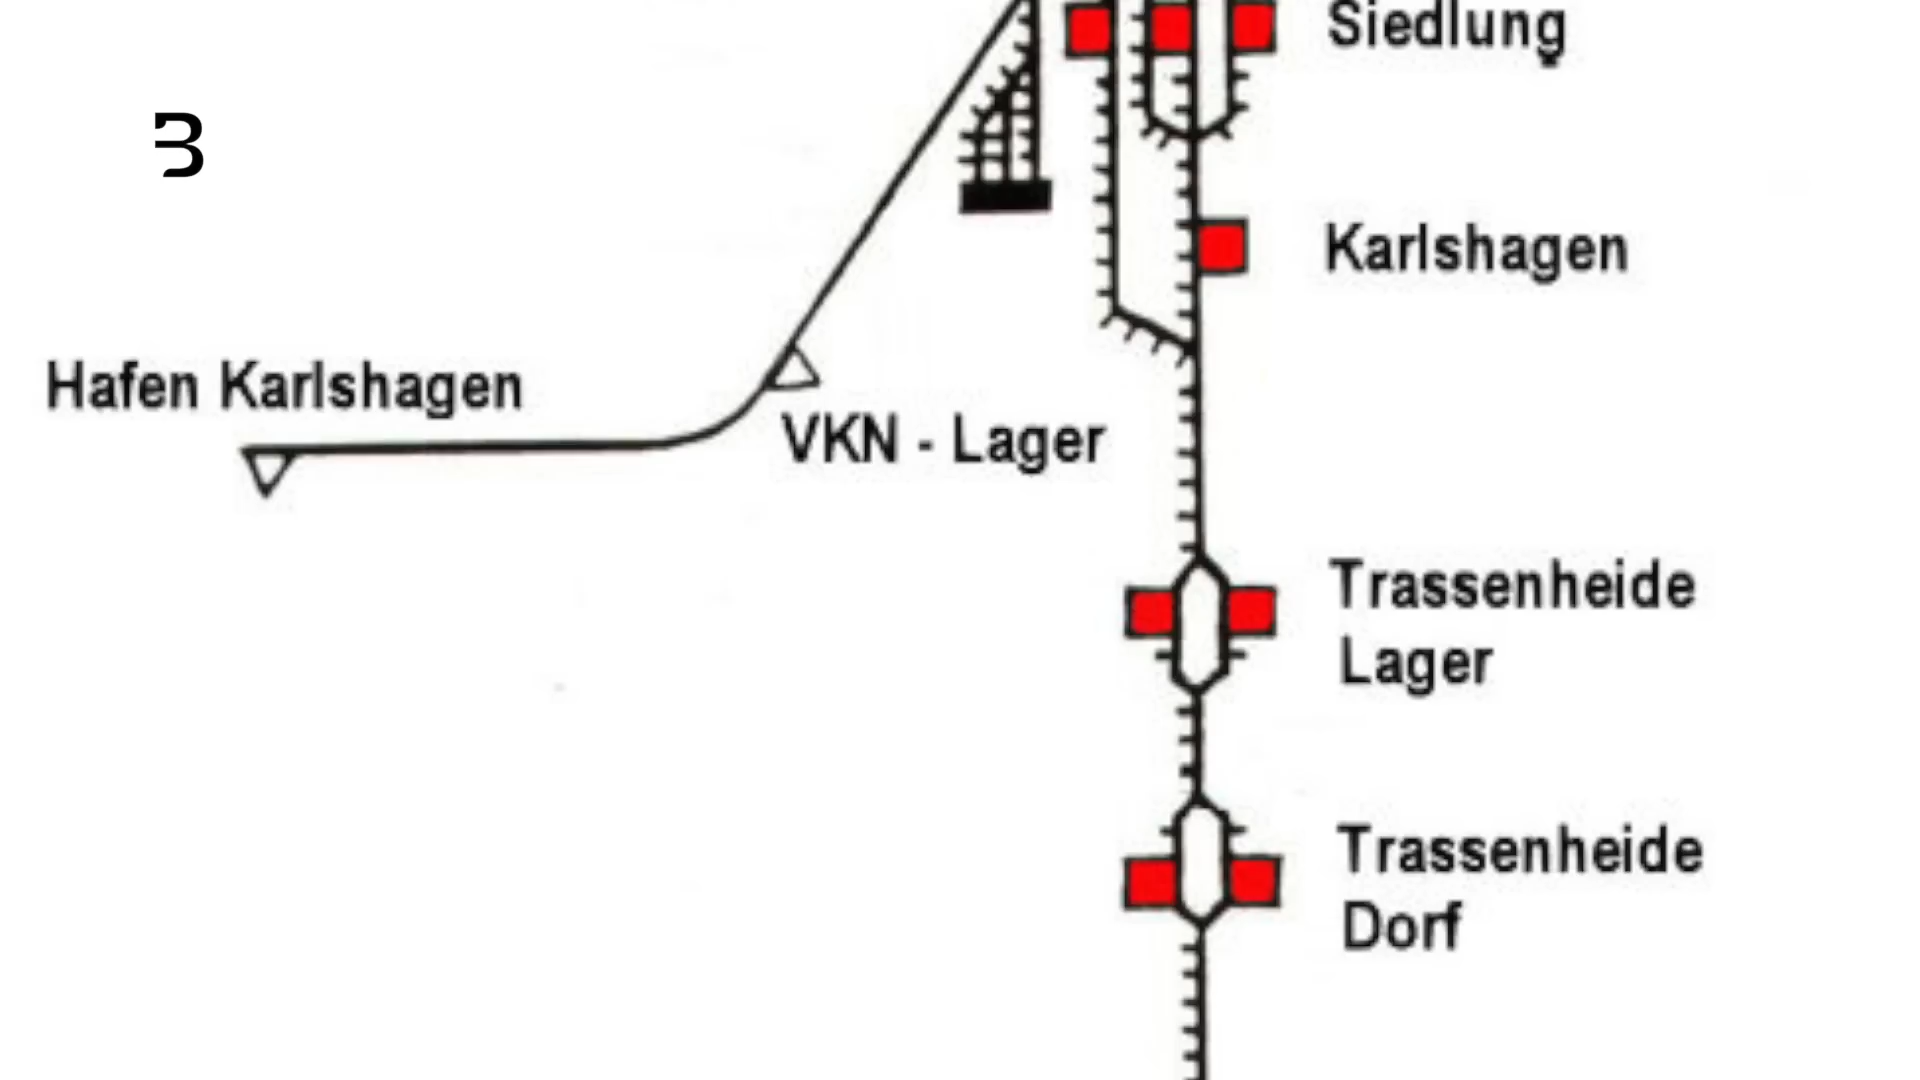 Siedlung
3
Karlshagen
Hafen Karlshagen
VKN - Lager
Trassenheide
Lager
Trassenheide
Dorf